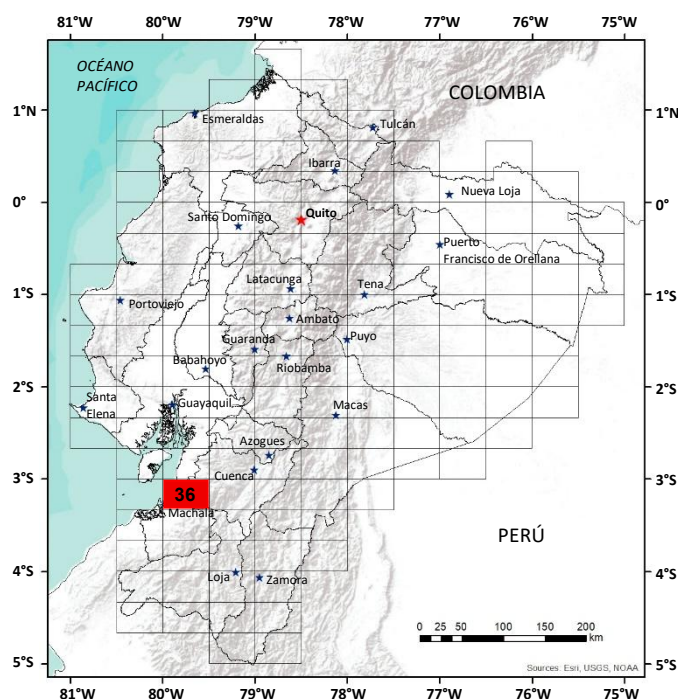 81°W 80°W 79°W 78°W 77°W 76°W 75°W
OCÉANO
PACÍFICO
COLOMBIA
1°N 1°N
Esmeraldas
Tulcán
Ibarra
Nueva Loja
0° 0°
Santo Domingo
Quito
Puerto
Francisco de Orellana
Latacunga
Tena
1°S 1°S
Portoviejo
Ambato
Guaranda
Puyo
Babahoyo
Riobamba
2°S 2°S
Santa
Elena
Guayaquil
Macas
Azogues
Cuenca
3°S 3°S
36
Machala
PERÚ
4°S 4°S
Loja
Zamora
0 25 50 100 150 200
km
Sources: Esri, USGS, NOAA
5°S 5°S
81°W 80°W 79°W 78°W 77°W 76°W 75°W